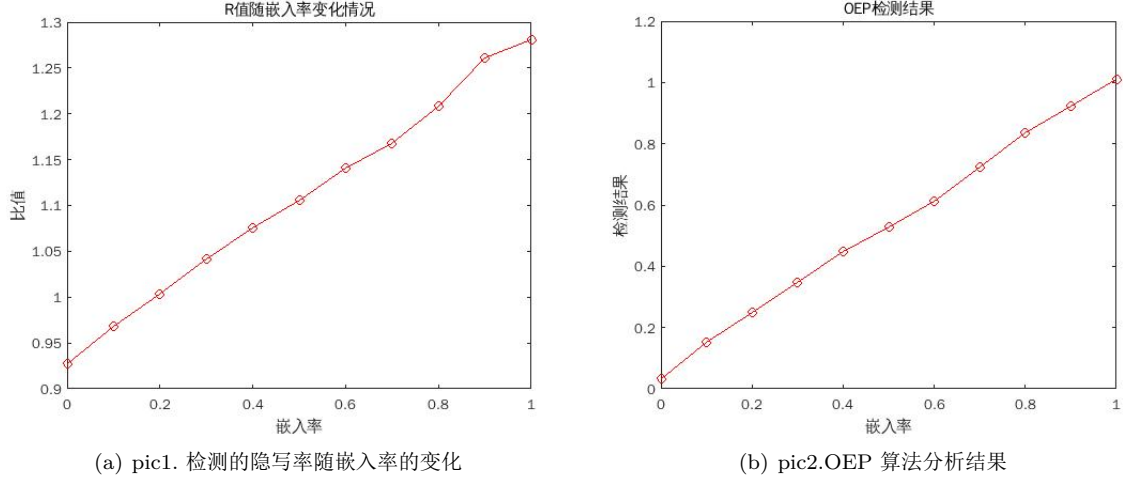 R值随嵌入率变化情况
1.3
1.25
1.2
1.15
1.1
1.05
1
0.95
0.9
比值
0 0.2 0.4 0.6 0.8 1
嵌入率
(a) pic1. 检测的隐写率随嵌入率的变化
OEP检测结果
1.2
1
0.8
0.6
0.4
0.2
0
检测结果
0 0.2 0.4 0.6 0.8 1
嵌入率
(b) pic2.OEP 算法分析结果